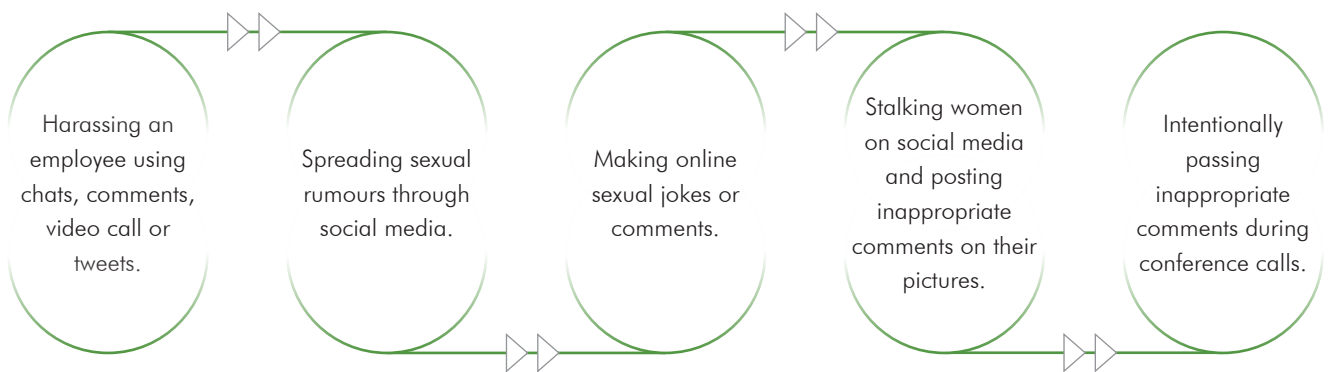 Harassing an
employee using
chats, comments,
video call or
tweets.
Spreading sexual
rumours through
social media.
Making online
sexual jokes or
comments.
Stalking women
on social media
and posting
inappropriate
comments on their
pictures.
Intentionally
passing
inappropriate
comments during
conference calls.